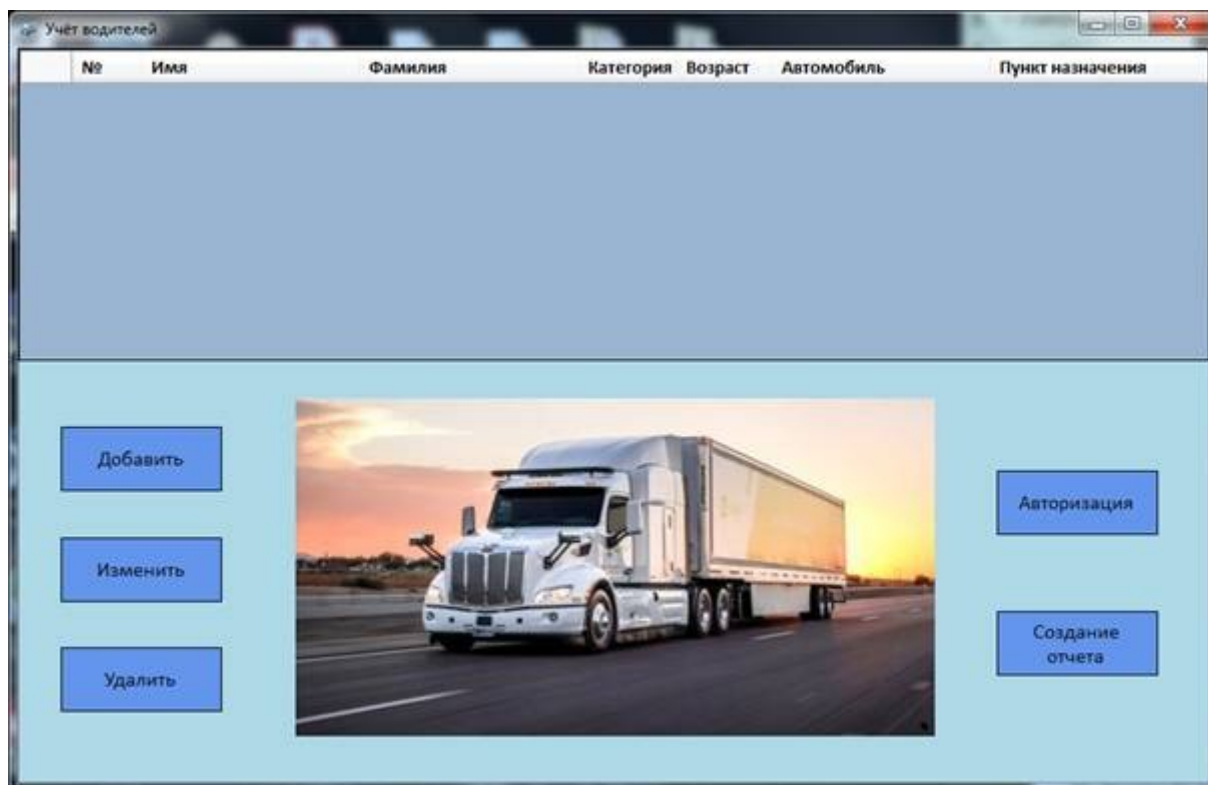 Учёт водителей
№ Имя Фамилия Категория Возраст Автомобиль Пункт назначения
Добавить
Изменить
Удалить
Авторизация
Создание
отчета